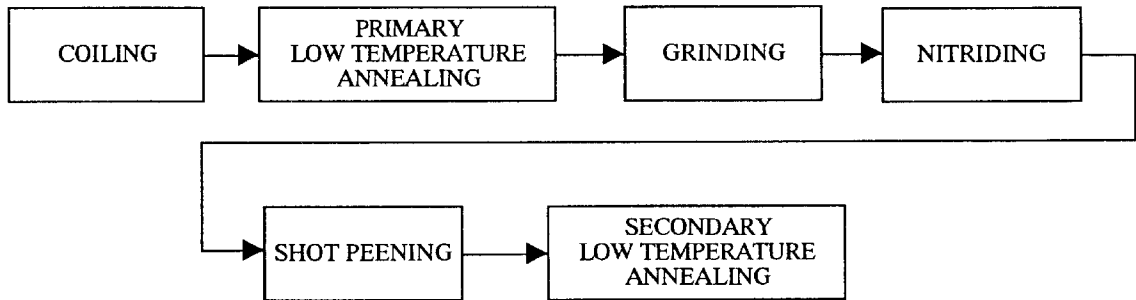 COILING
PRIMARY
LOW TEMPERATURE
ANNEALING
GRINDING
NITRIDING
SHOT PEENING
SECONDARY
LOW TEMPERATURE
ANNEALING